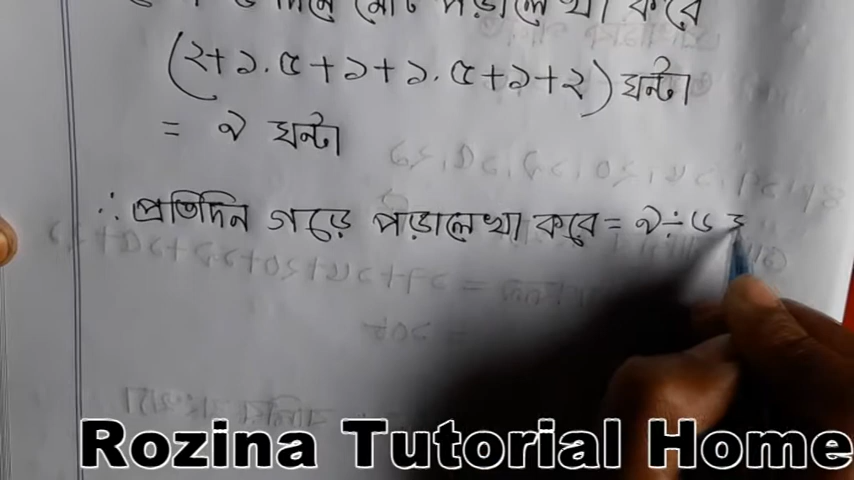 দিনে মোট পড়ালেখা করে
(২+১.৫+১+১.৫+১+২) ঘন্টা
= ৯ ঘন্টা
∴ প্রতিদিন গড়ে পড়ালেখা করে = ৯÷৬
Rozina Tutorial Home